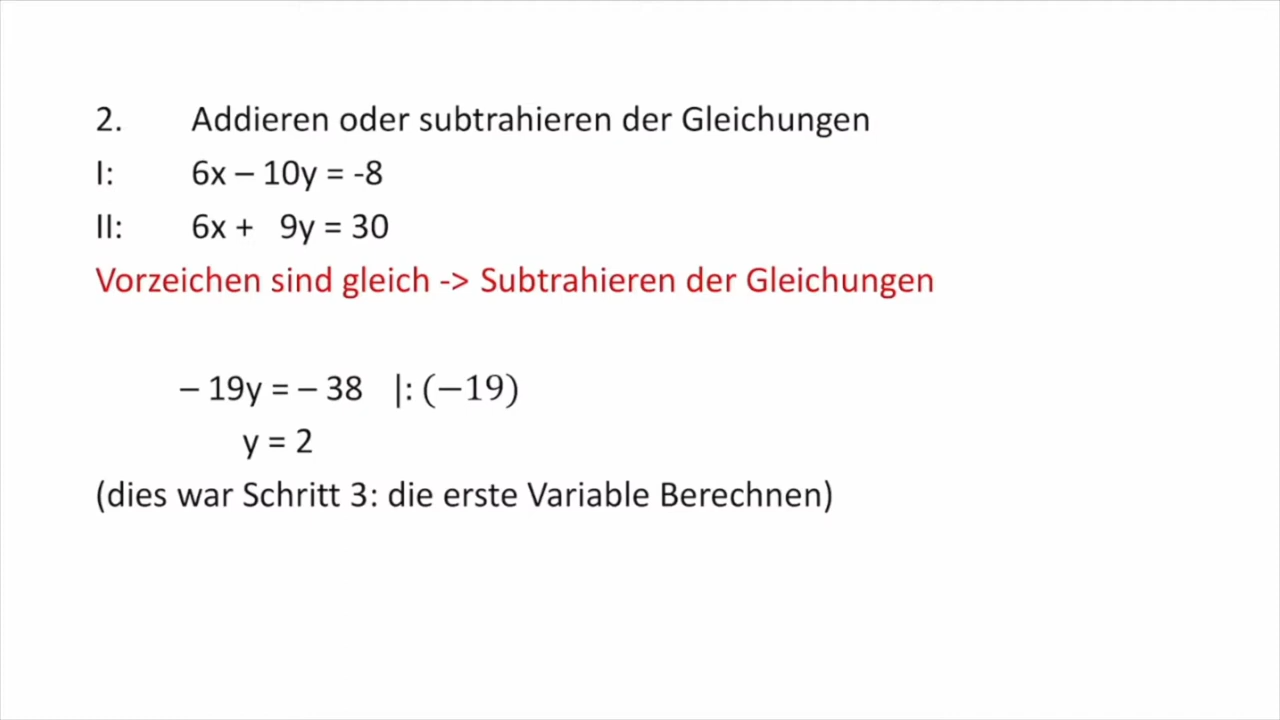 2. Addieren oder subtrahieren der Gleichungen
I: 6x – 10y = -8
II: 6x + 9y = 30
Vorzeichen sind gleich -> Subtrahieren der Gleichungen
– 19y = – 38 |: (−19)
y = 2
(dies war Schritt 3: die erste Variable Berechnen)